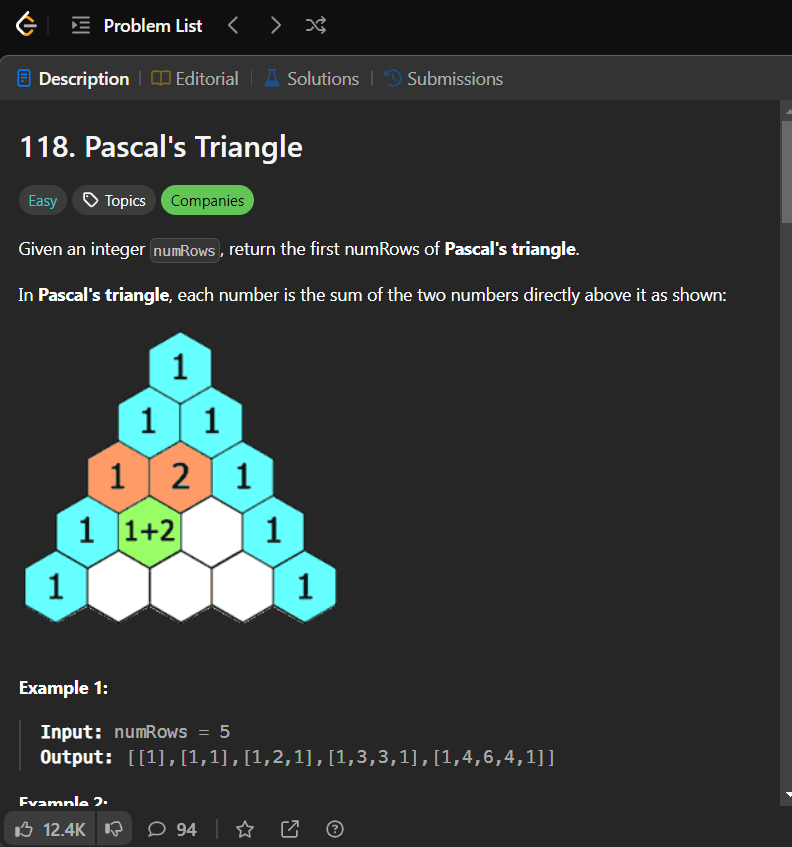 Problem List
Description Editorial Solutions Submissions
118. Pascal's Triangle
Easy Topics Companies
Given an integer numRows, return the first numRows of Pascal's triangle.
In Pascal's triangle, each number is the sum of the two numbers directly above it as shown:
1
1 1
1 2 1
1 1+2 1
1 1
Example 1:
Input: numRows = 5
Output: [[1],[1,1],[1,2,1],[1,3,3,1],[1,4,6,4,1]]
Example 2:
12.4K 94